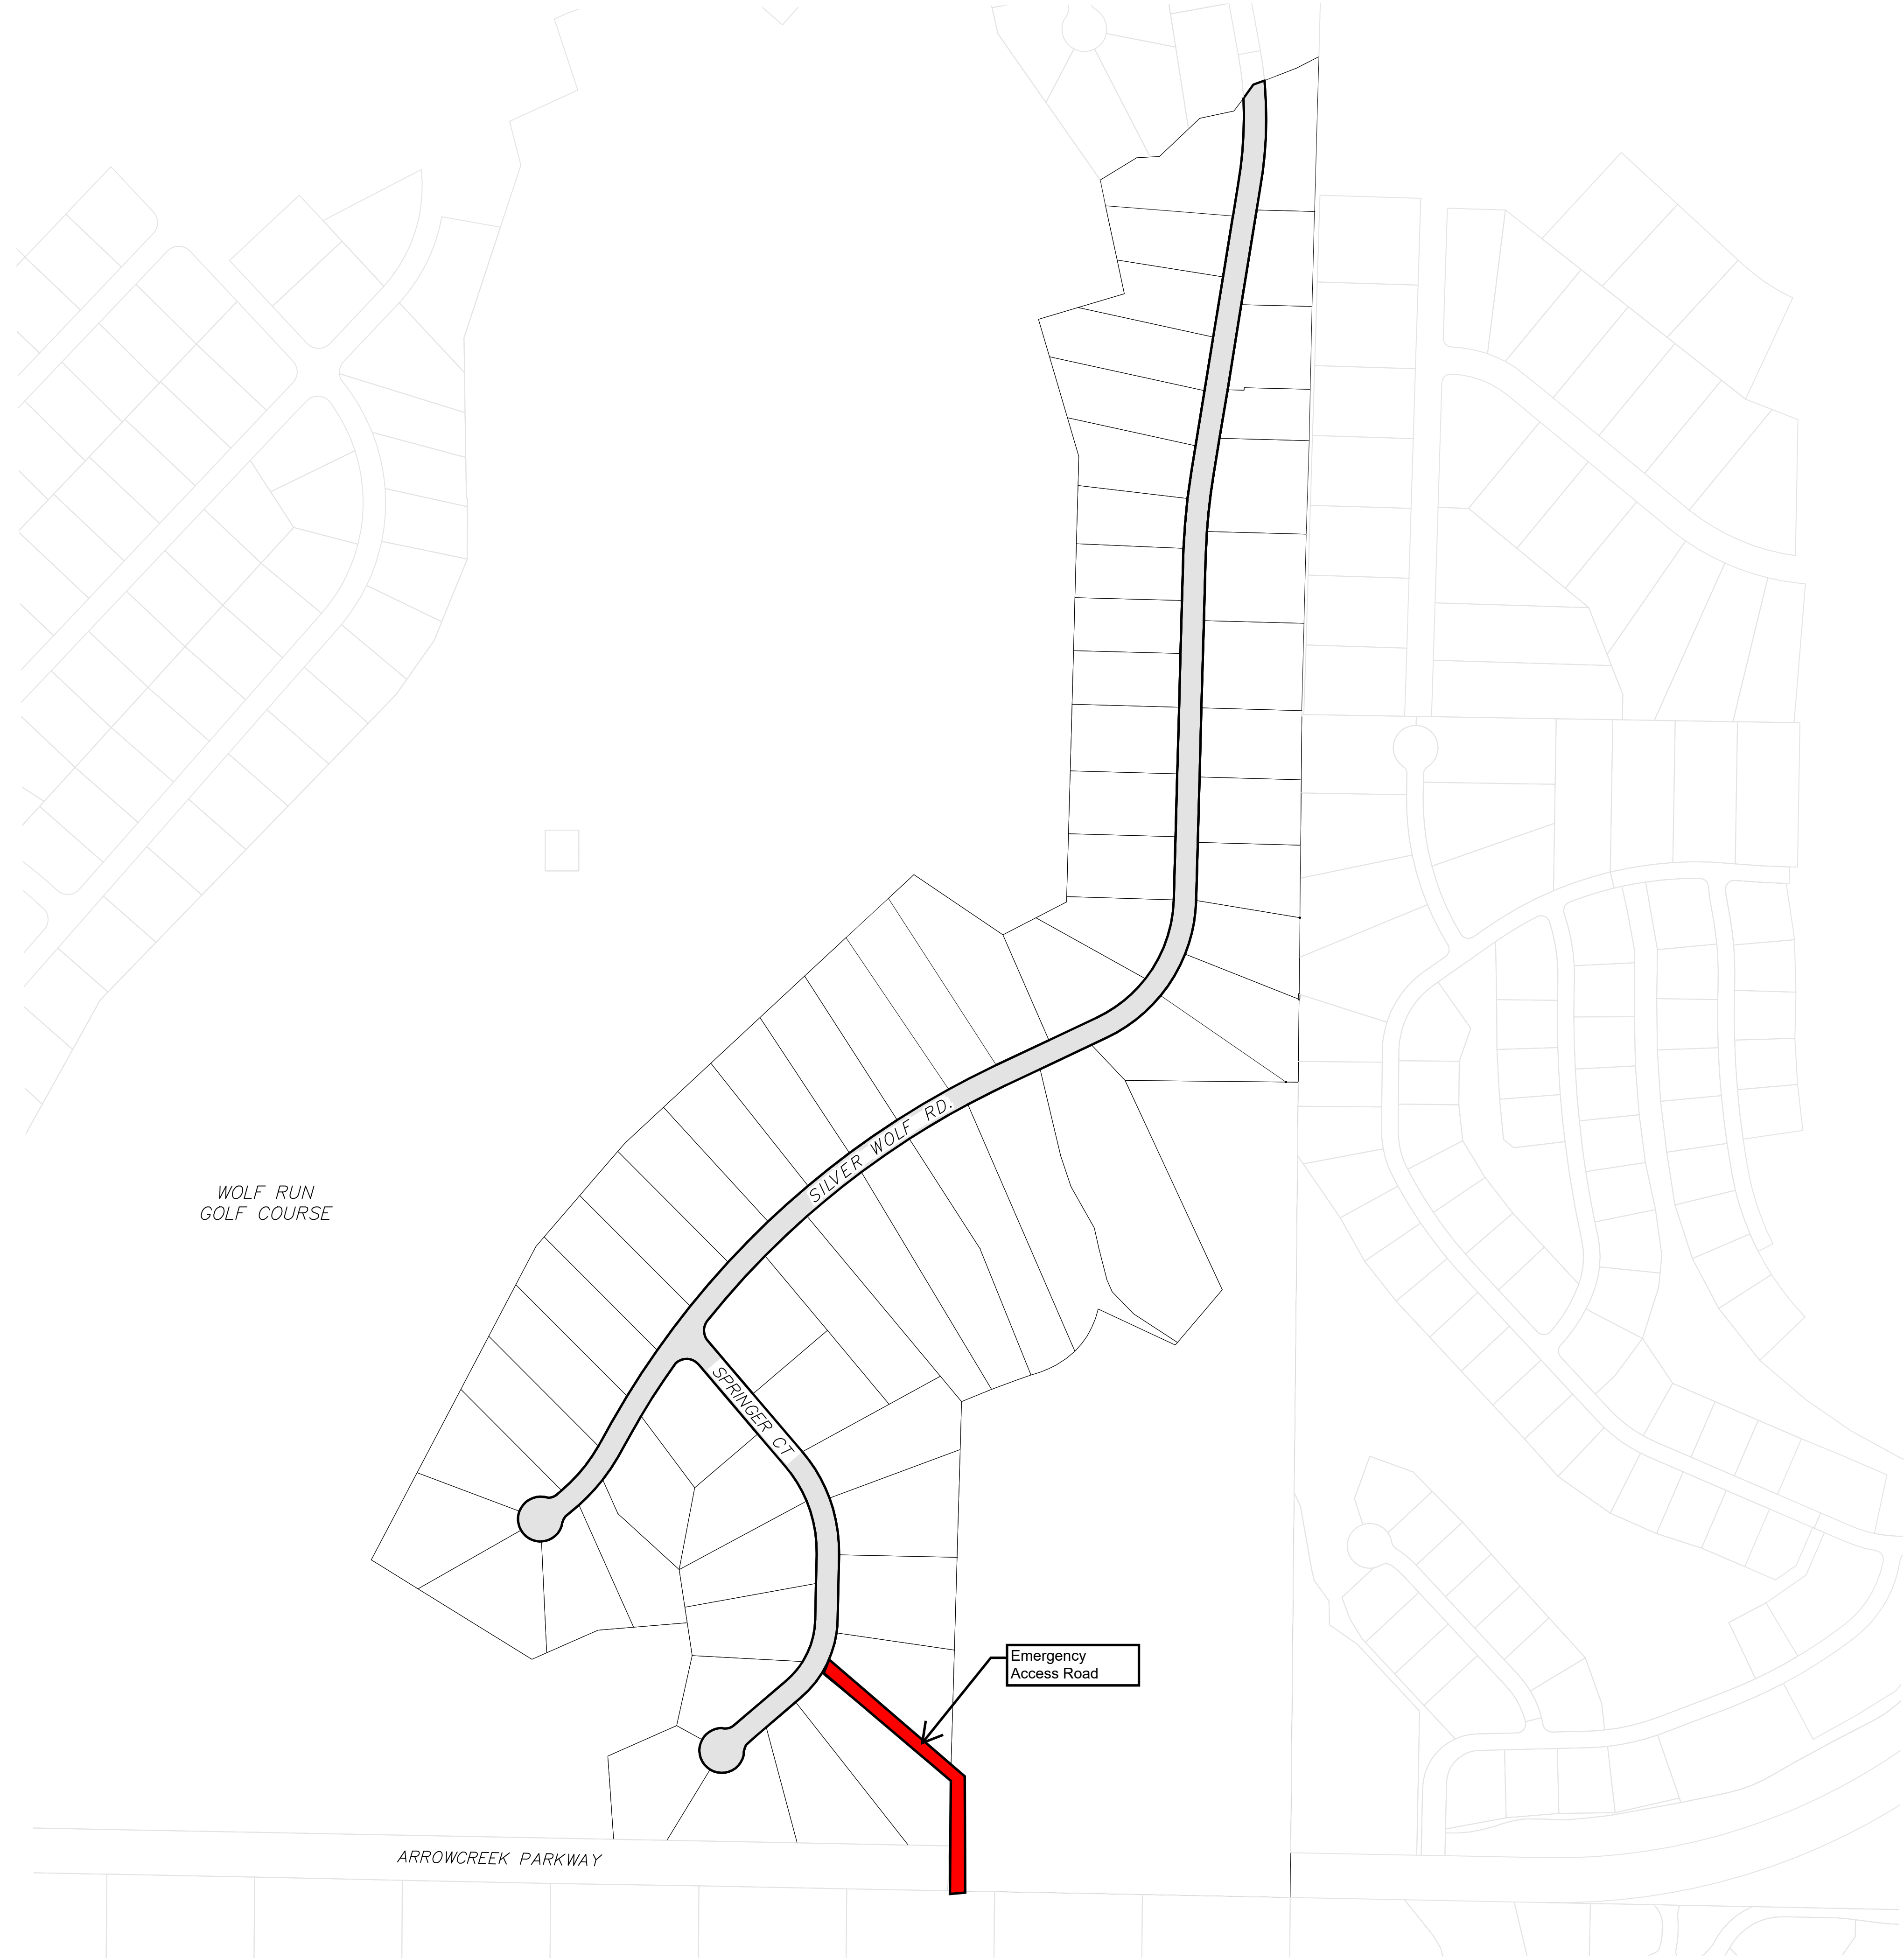 SILVER WOLF RD.
WOLF RUN
GOLF COURSE
SPRINGER CT
Emergency
Access Road
ARROWCREEK PARKWAY